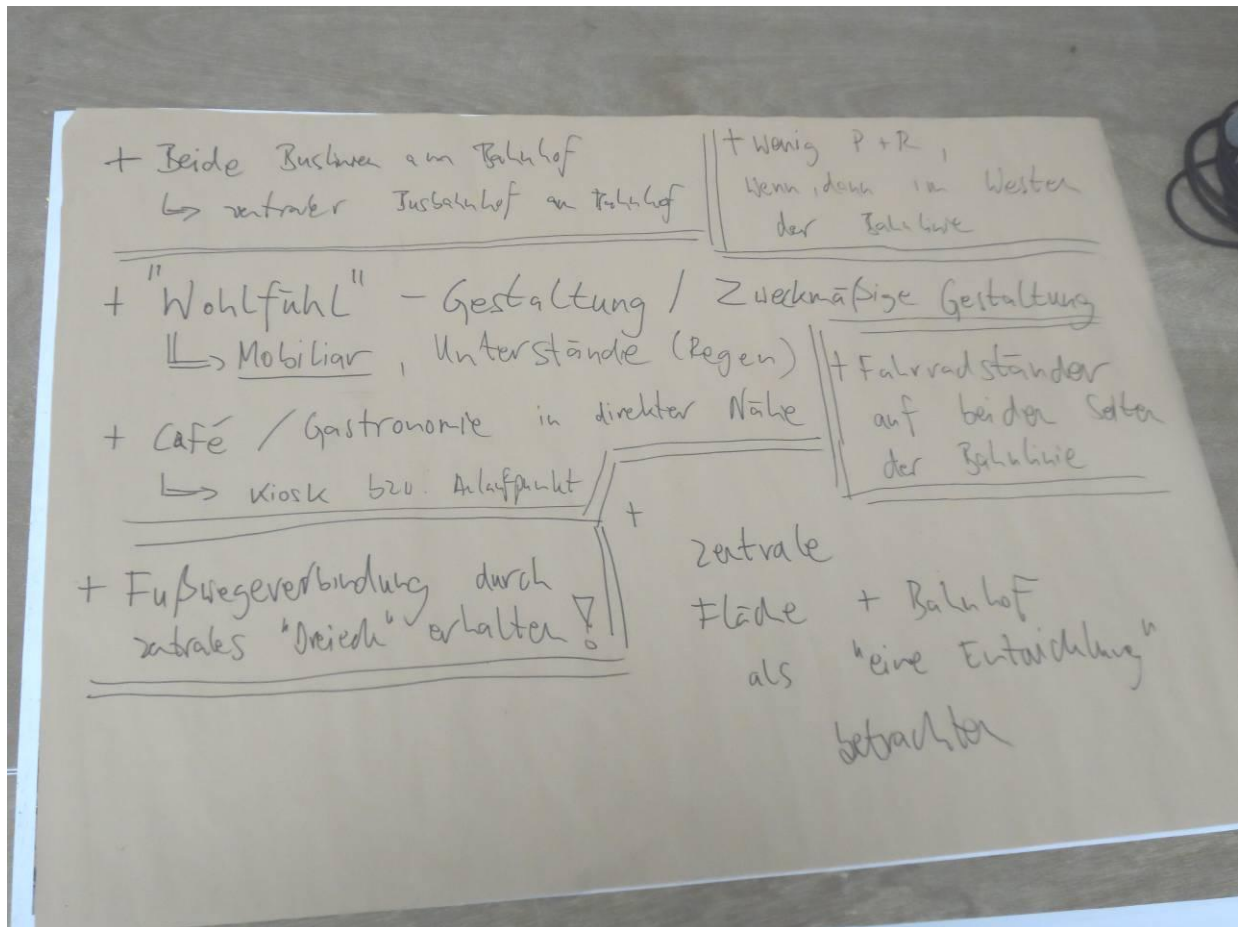 + Beide Buslinien am Bahnhof
↳ zentraler Busbahnhof am Bahnhof
+ Wenig P+R,
wenn, dann im Westen
der Bahnlinie
+ "Wohlfühl" - Gestaltung / Zweckmäßige Gestaltung
↳ Mobiliar, Unterstände (Regen)
+ Café / Gastronomie in direkter Nähe
↳ Kiosk bzw. Anlaufpunkt
+ Fahrradständer
auf beiden Seiten
der Bahnlinie
+ Fußwegeverbindung durch
zentrales "Dreieck" erhalten!
+
zentrale
Fläche + Bahnhof
als "eine Entwicklung"
betrachten